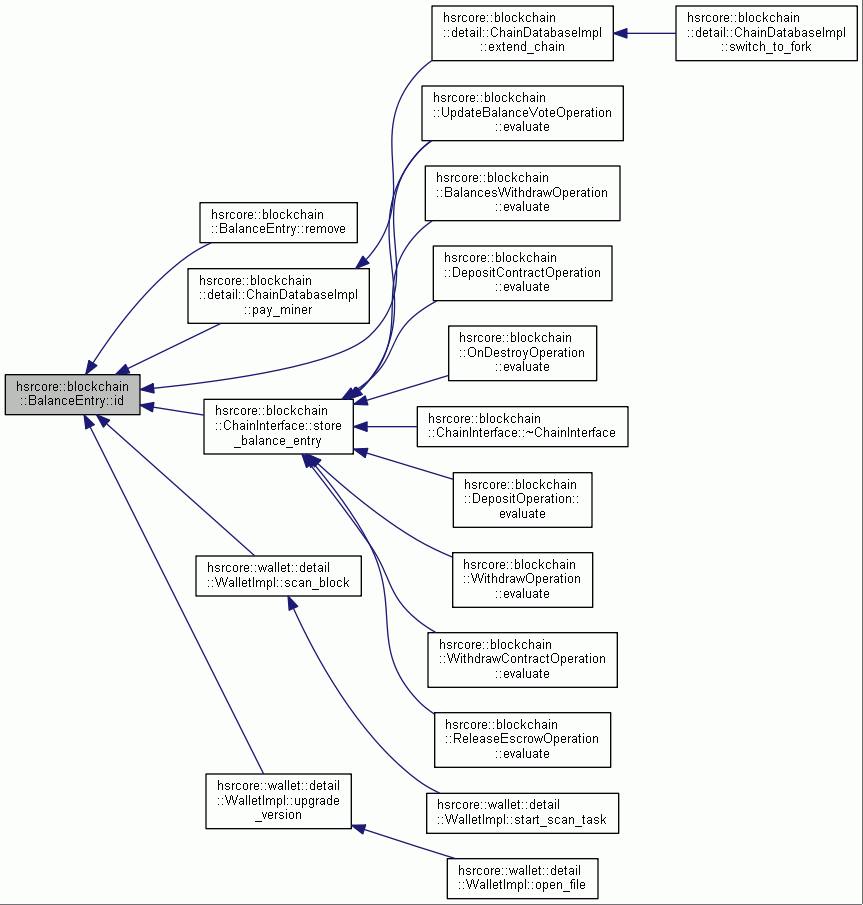 hsrcore::blockchain
::detail::ChainDatabaseImpl
::extend_chain
hsrcore::blockchain
::detail::ChainDatabaseImpl
::switch_to_fork
hsrcore::blockchain
::UpdateBalanceVoteOperation
::evaluate
hsrcore::blockchain
::BalancesWithdrawOperation
::evaluate
hsrcore::blockchain
::BalanceEntry::remove
hsrcore::blockchain
::DepositContractOperation
::evaluate
hsrcore::blockchain
::detail::ChainDatabaseImpl
::pay_miner
hsrcore::blockchain
::OnDestroyOperation
::evaluate
hsrcore::blockchain
::BalanceEntry::id
hsrcore::blockchain
::ChainInterface::store
_balance_entry
hsrcore::blockchain
::ChainInterface::~ChainInterface
hsrcore::blockchain
::DepositOperation::
evaluate
hsrcore::wallet::detail
::WalletImpl::scan_block
hsrcore::blockchain
::WithdrawOperation
::evaluate
hsrcore::blockchain
::WithdrawContractOperation
::evaluate
hsrcore::blockchain
::ReleaseEscrowOperation
::evaluate
hsrcore::wallet::detail
::WalletImpl::upgrade
_version
hsrcore::wallet::detail
::WalletImpl::start_scan_task
hsrcore::wallet::detail
::WalletImpl::open_file